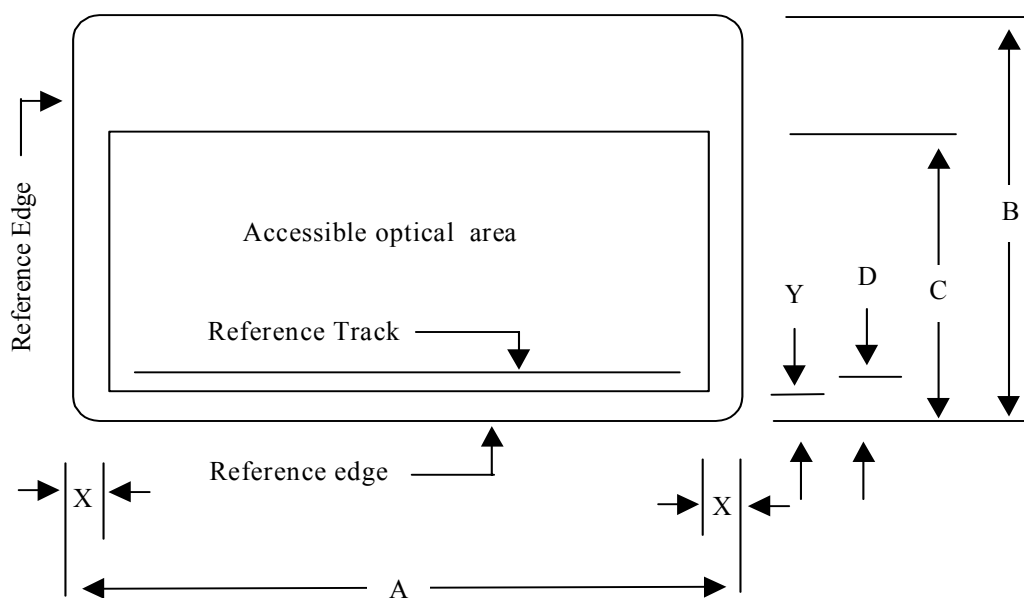 Reference Edge
Accessible optical area
Reference Track
Reference edge
X
X
A
Y
D
C
B